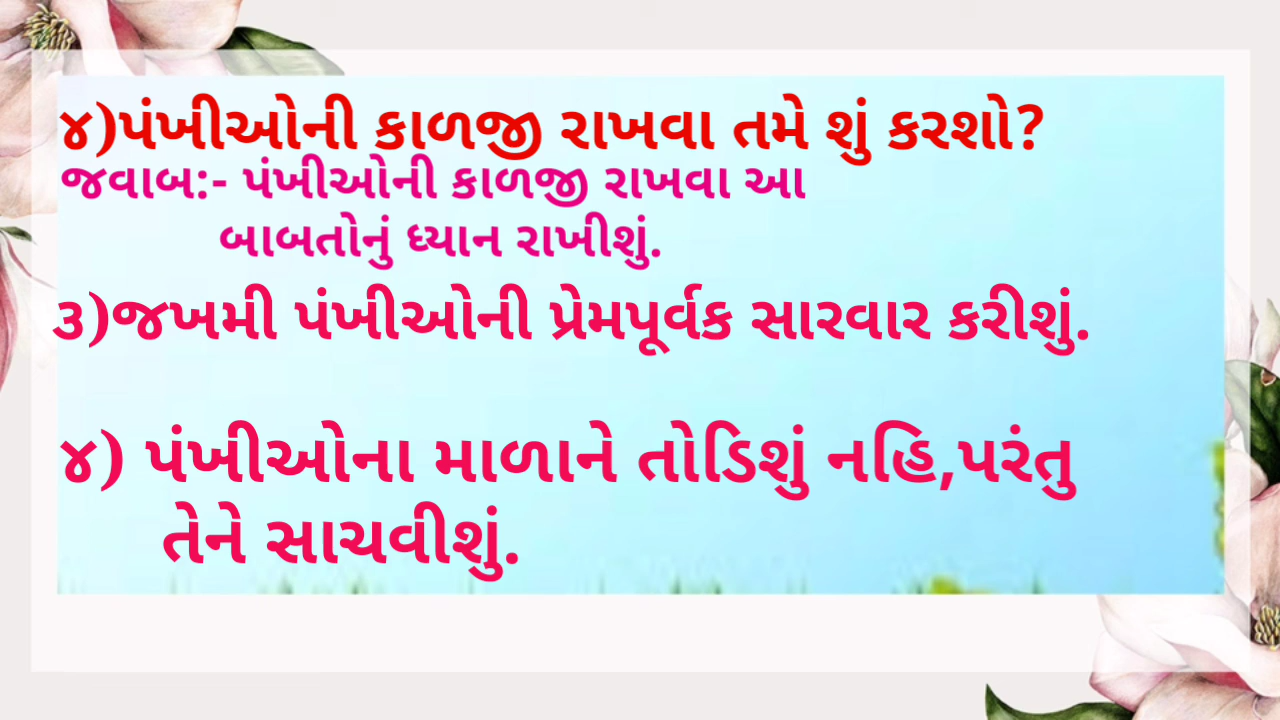 ૪)પંખીઓની કાળજી રાખવા તમે શું કરશો?
જવાબ:- પંખીઓની કાળજી રાખવા આ
બાબતોનું ધ્યાન રાખીશું.
૩)જખમી પંખીઓની પ્રેમપૂર્વક સારવાર કરીશું.
૪) પંખીઓના માળાને તોડિશું નહિ,પરંતુ
તેને સાચવીશું.